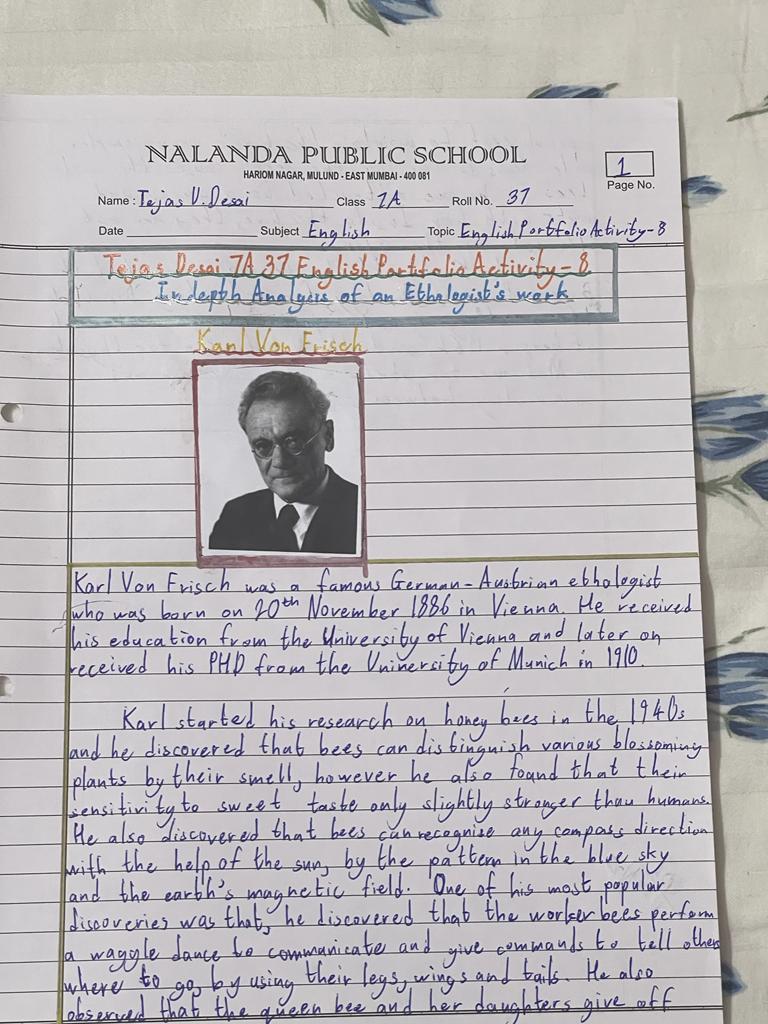 NALANDA PUBLIC SCHOOL
HARIOM NAGAR, MULUND - EAST MUMBAI - 400 081
1
Page No.
Name : Tejas V. Desai Class 7A Roll No. 37
Date Subject English Topic English Portfolio Activity-8
Tejas Desai 7A 37 English Portifolio Activity-8
Indepth Analysis of an Ethologist's work
Karl Von Frisch
Karl Von Frisch was a famous German-Austrian ethologist
who was born on 20th November 1886 in Vienna. He received
his education from the University of Vienna and later on
received his PHD from the University of Munich in 1910.
Karl started his research on honey bees in the 1940s
and he discovered that bees can distinguish various blossoming
plants by their smell, however he also found that their
sensitivity to sweet taste only slightly stronger than humans.
He also discovered that bees can recognise any compass direction
with the help of the sun, by the pattern in the blue sky
and the earth's magnetic field. One of his most popular
discoveries was that, he discovered that the worker bees perform
a waggle dance to communicate and give commands to tell others
where to go, by using their legs, wings and tails. He also
observed that the queen bee and her daughters give off